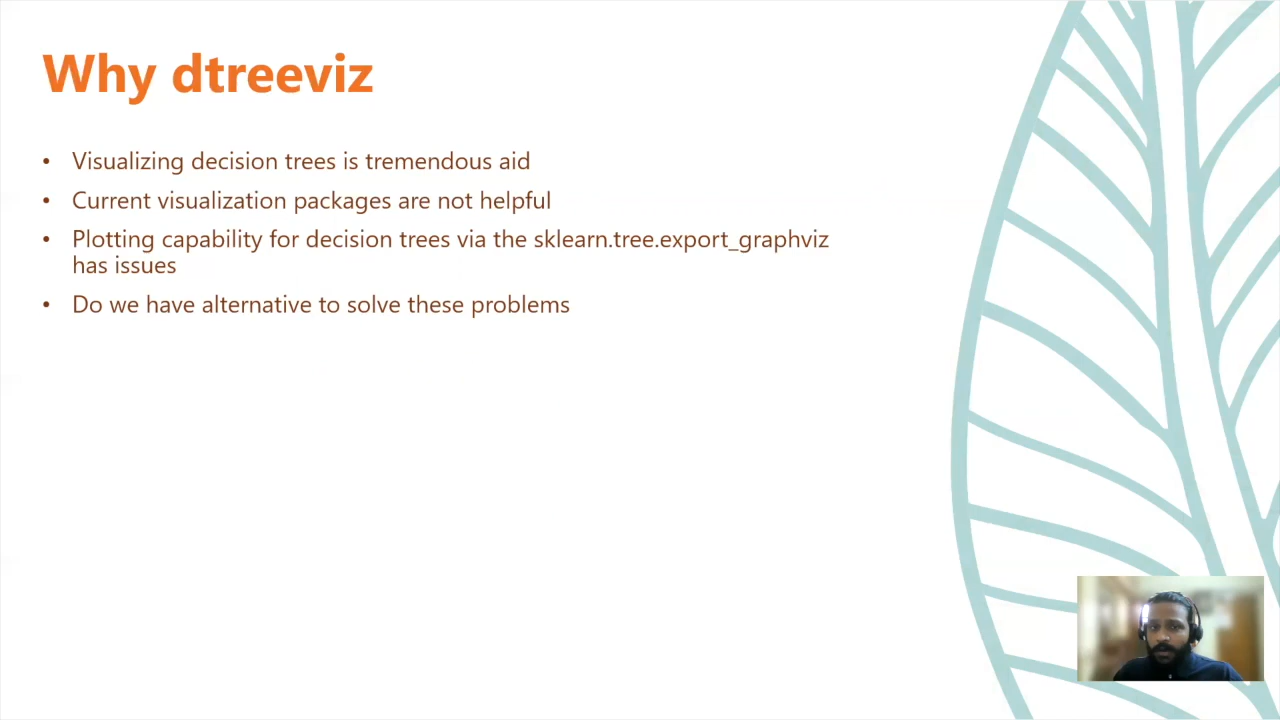 Why dtreeviz
• Visualizing decision trees is tremendous aid
• Current visualization packages are not helpful
• Plotting capability for decision trees via the sklearn.tree.export_graphviz
has issues
• Do we have alternative to solve these problems